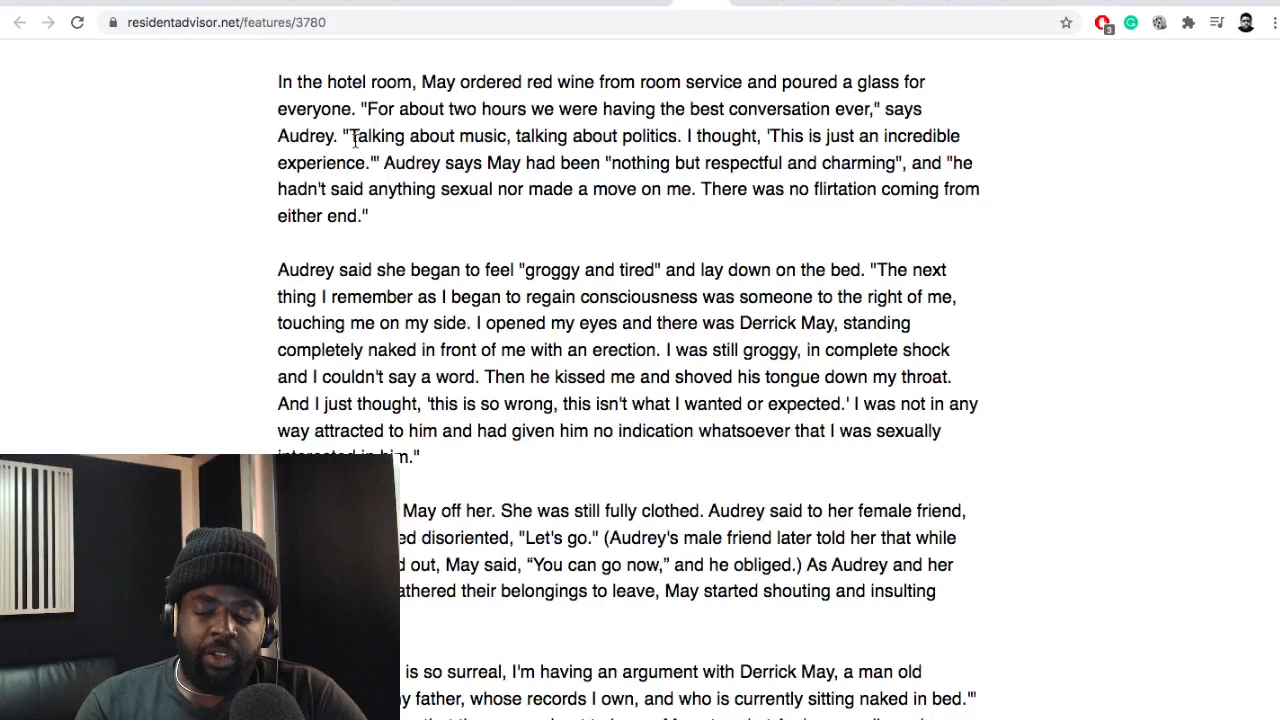 residentadvisor.net/features/3780
3
In the hotel room, May ordered red wine from room service and poured a glass for
everyone. "For about two hours we were having the best conversation ever," says
Audrey. "Talking about music, talking about politics. I thought, 'This is just an incredible
experience.'" Audrey says May had been "nothing but respectful and charming", and "he
hadn't said anything sexual nor made a move on me. There was no flirtation coming from
either end."
Audrey said she began to feel "groggy and tired" and lay down on the bed. "The next
thing I remember as I began to regain consciousness was someone to the right of me,
touching me on my side. I opened my eyes and there was Derrick May, standing
completely naked in front of me with an erection. I was still groggy, in complete shock
and I couldn't say a word. Then he kissed me and shoved his tongue down my throat.
And I just thought, 'this is so wrong, this isn't what I wanted or expected.' I was not in any
way attracted to him and had given him no indication whatsoever that I was sexually
interested in him."
May off her. She was still fully clothed. Audrey said to her female friend,
ed disoriented, "Let's go." (Audrey's male friend later told her that while
d out, May said, “You can go now,” and he obliged.) As Audrey and her
athered their belongings to leave, May started shouting and insulting
is so surreal, I'm having an argument with Derrick May, a man old
y father, whose records I own, and who is currently sitting naked in bed.'"